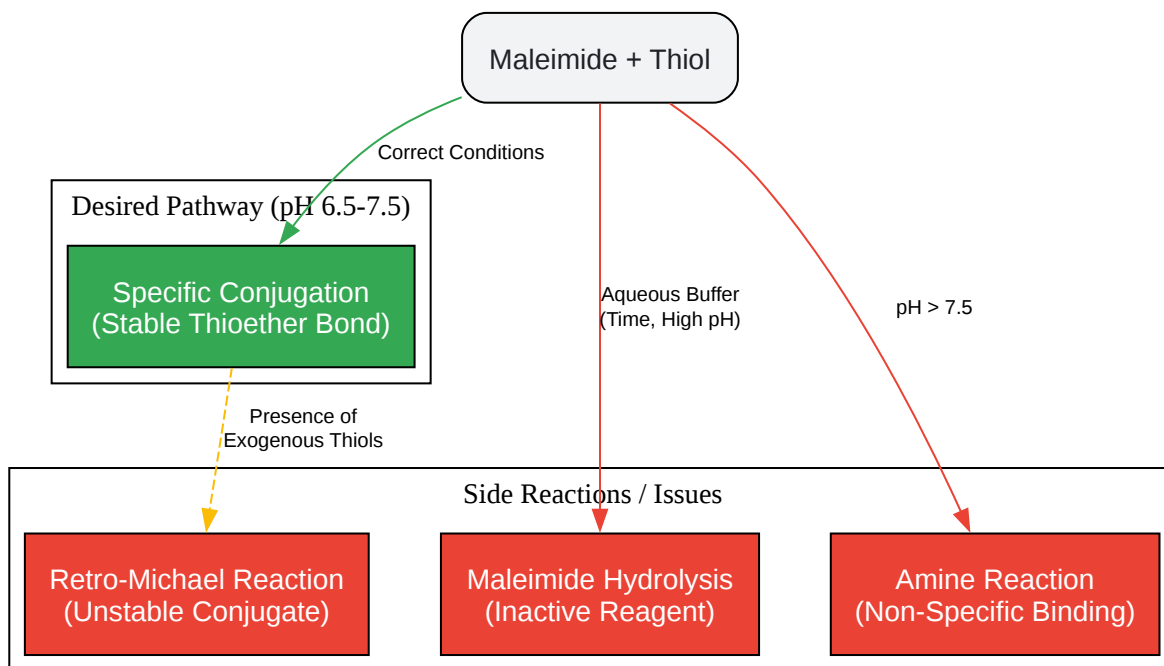 Maleimide + Thiol
Correct Conditions
Desired Pathway (pH 6.5-7.5)
Specific Conjugation
(Stable Thioether Bond)
Aqueous Buffer
(Time, High pH)
pH > 7.5
Presence of
Exogenous Thiols
Side Reactions / Issues
Retro-Michael Reaction
(Unstable Conjugate)
Maleimide Hydrolysis
(Inactive Reagent)
Amine Reaction
(Non-Specific Binding)